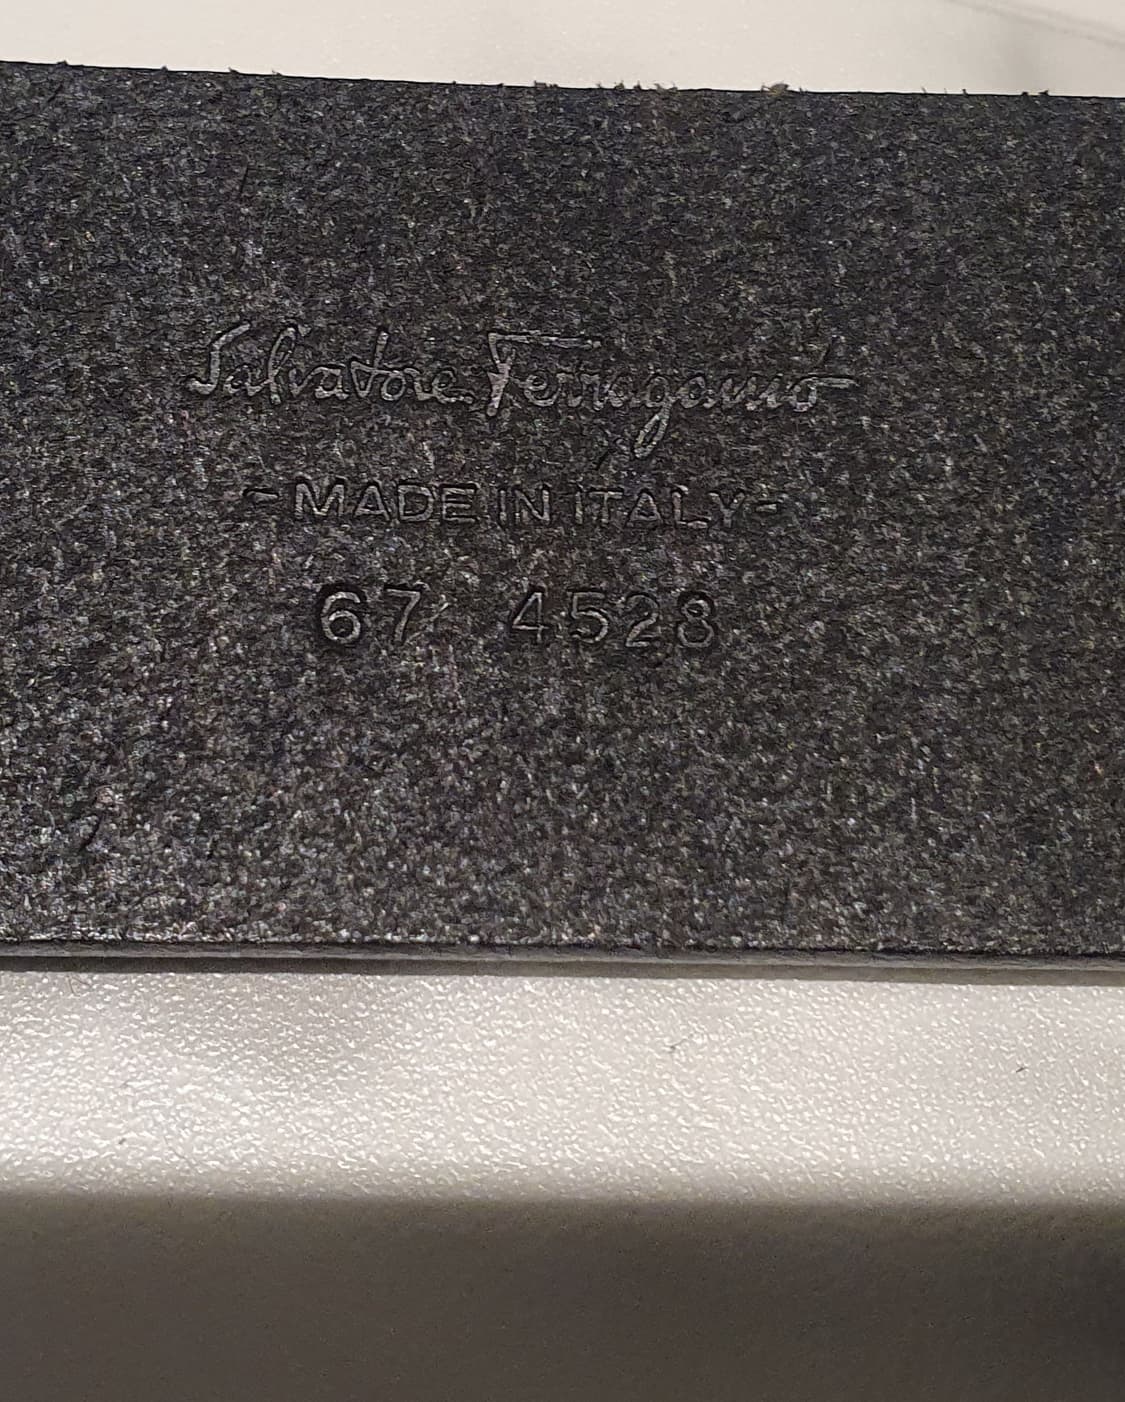 Salvatore Ferragamo
-MADE IN ITALY-
67 4528